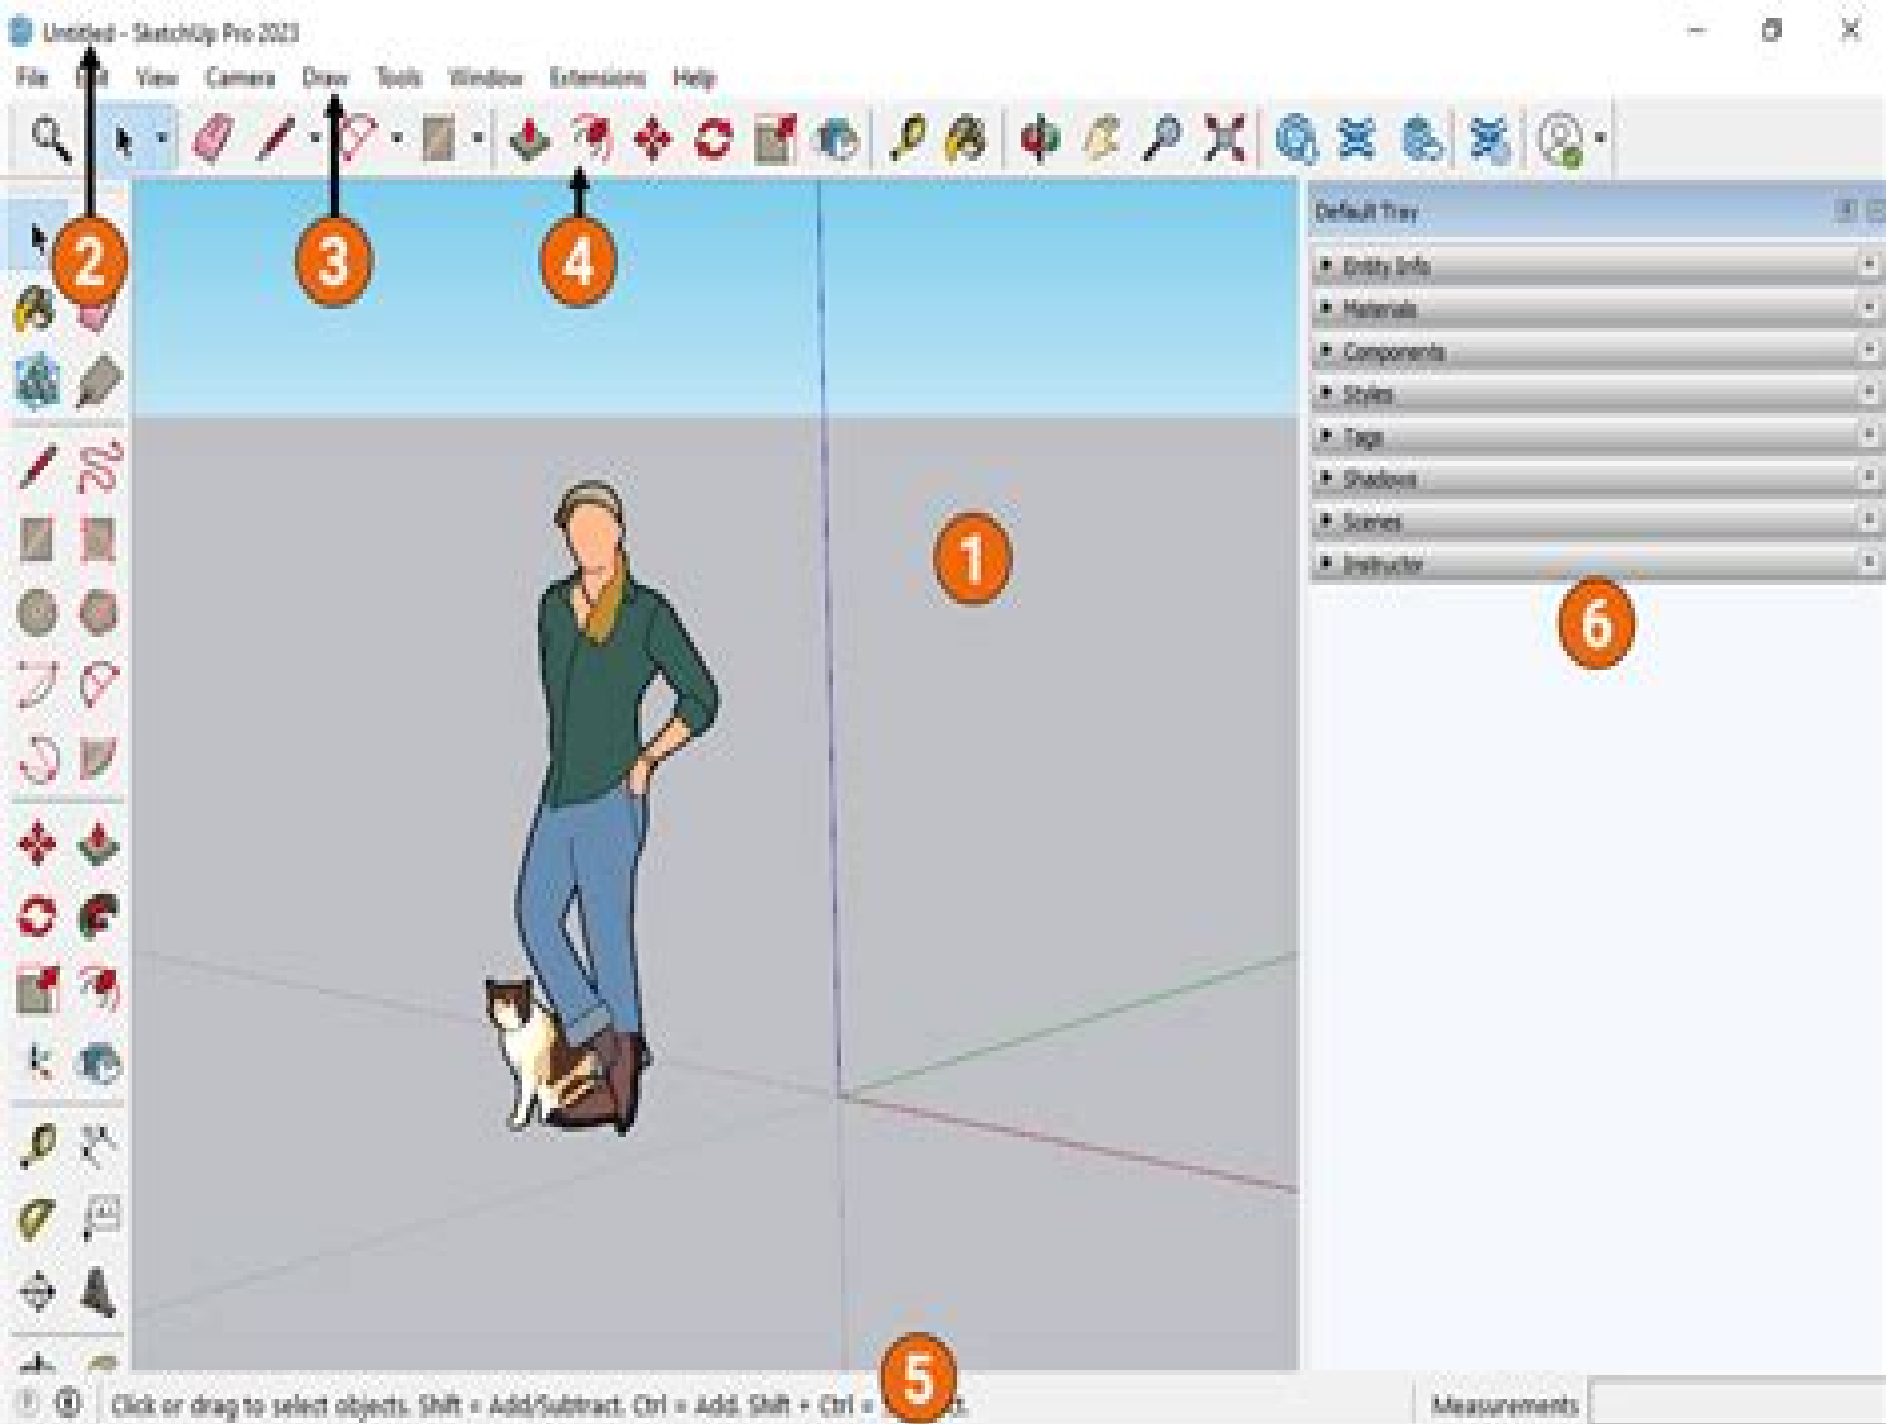 Untitled - SketchUp Pro 2023
File View Camera Draw Tools Window Extensions Help
2
3
4
Default Tray
Entity Info
Materials
Components
Styles
Tags
Shadows
Scenes
Instructor
1
6
5
Click or drag to select objects. Shift = Add/Subtract. Ctrl = Add. Shift + Ctrl =
Measurements